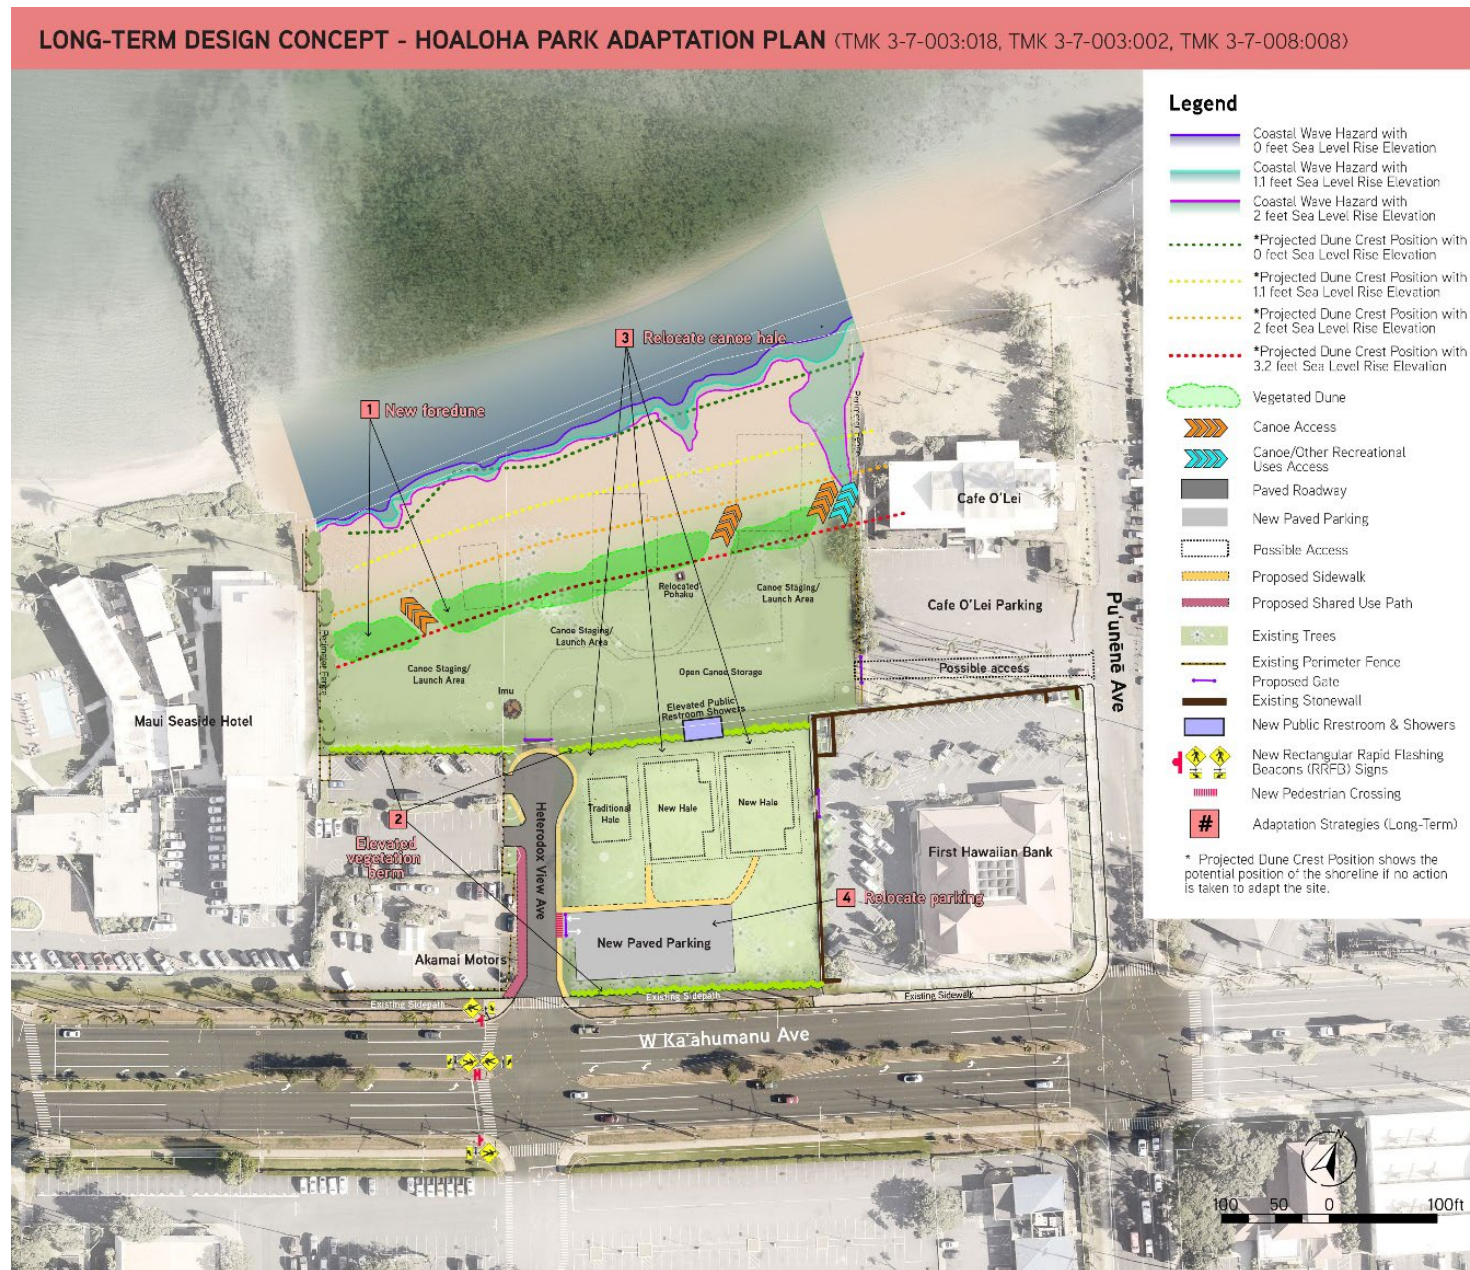 LONG-TERM DESIGN CONCEPT - HOALOHA PARK ADAPTATION PLAN (TMK 3-7-003:018, TMK 3-7-003:002, TMK 3-7-008:008)
Legend
Coastal Wave Hazard with
0 feet Sea Level Rise Elevation
Coastal Wave Hazard with
1.1 feet Sea Level Rise Elevation
Coastal Wave Hazard with
2 feet Sea Level Rise Elevation
*Projected Dune Crest Position with
0 feet Sea Level Rise Elevation
*Projected Dune Crest Position with
1.1 feet Sea Level Rise Elevation
*Projected Dune Crest Position with
2 feet Sea Level Rise Elevation
*Projected Dune Crest Position with
3.2 feet Sea Level Rise Elevation
Vegetated Dune
Canoe Access
Canoe/Other Recreational
Uses Access
Paved Roadway
New Paved Parking
Possible Access
Proposed Sidewalk
Proposed Shared Use Path
Existing Trees
Existing Perimeter Fence
Proposed Gate
Existing Stonewall
New Public Rrestroom & Showers
New Rectangular Rapid Flashing
Beacons (RRFB) Signs
New Pedestrian Crossing
# Adaptation Strategies (Long-Term)
* Projected Dune Crest Position shows the
potential position of the shoreline if no action
is taken to adapt the site.
3 Relocate canoe hale
1 New foredune
Perimeter Fence
Cafe O'Lei
Relocated
Pohaku
Canoe Staging/
Launch Area
Cafe O'Lei Parking
Canoe Staging/
Launch Area
Perimeter Fence
Canoe Staging/
Launch Area
Open Canoe Storage
Possible access
Pu'unēnē Ave
Imu
Elevated Public
Restroom Showers
Maui Seaside Hotel
Traditional
Hale
New Hale
New Hale
2
Elevated
vegetation
berm
Heterodox View Ave
First Hawaiian Bank
4 Relocate parking
New Paved Parking
Akamai Motors
Existing Sidepath
Existing Sidepath
Existing Sidewalk
W Ka'ahumanu Ave
N
100 50 0 100ft